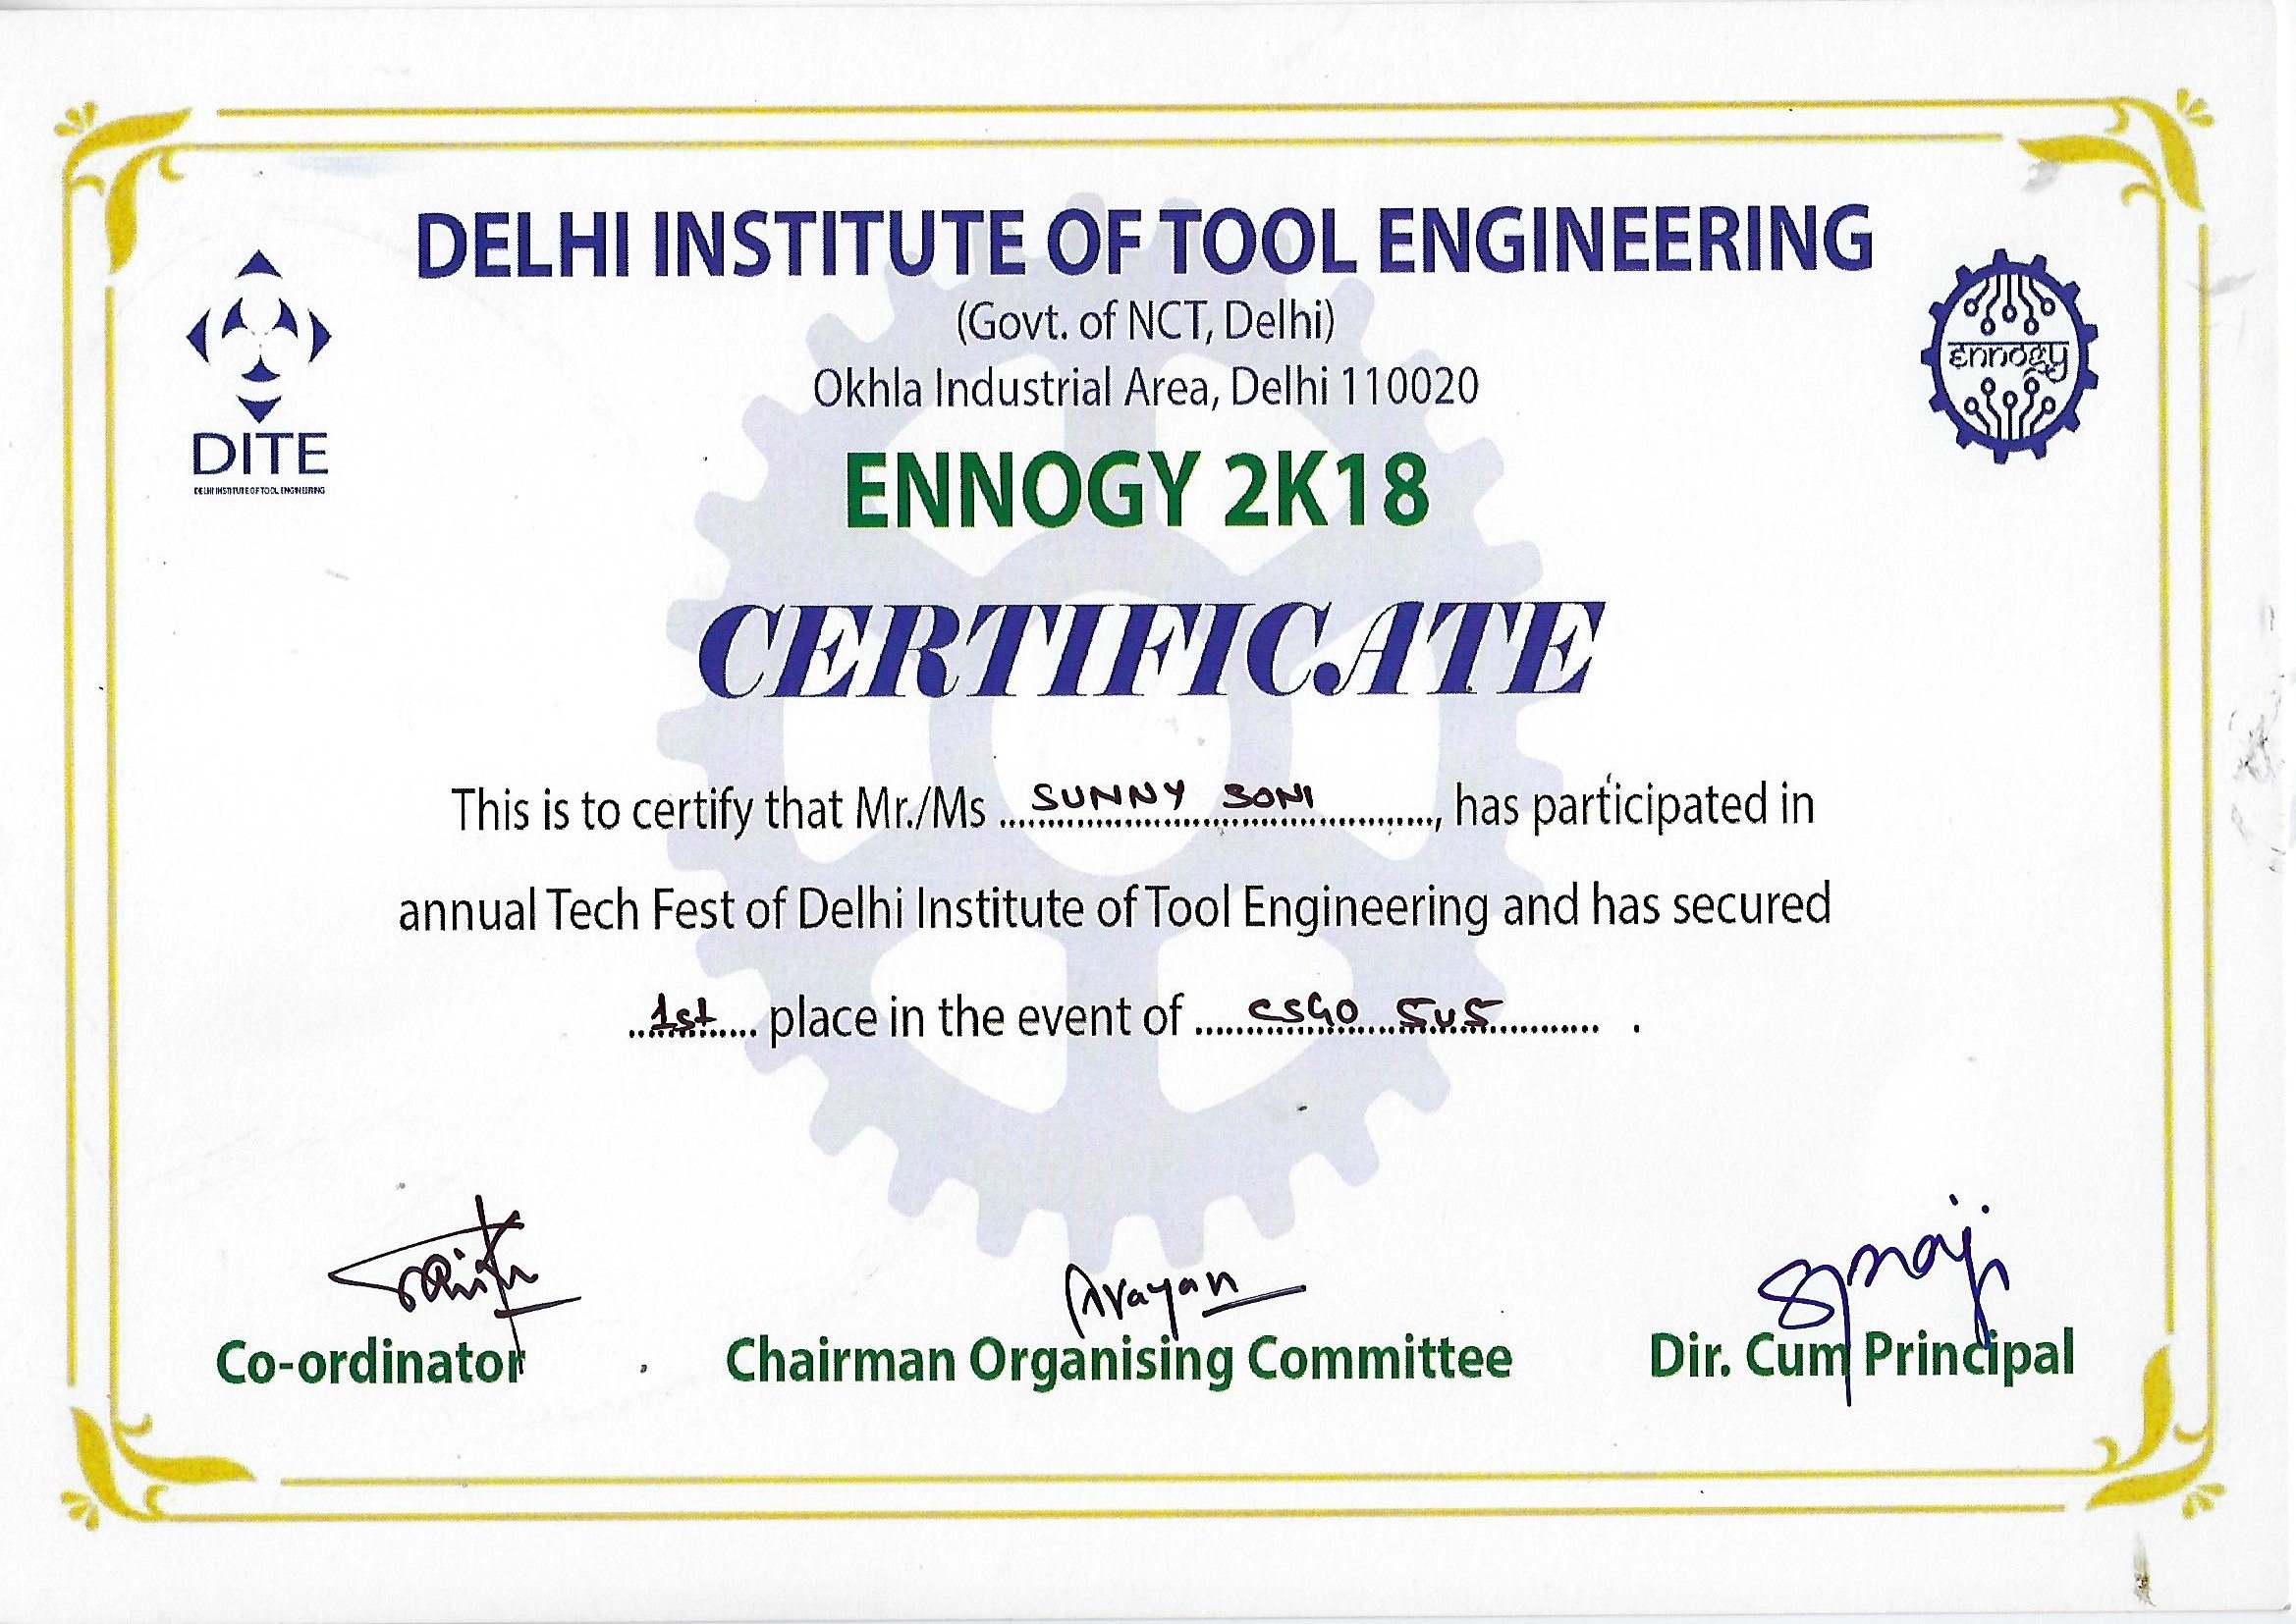 DELHI INSTITUTE OF TOOL ENGINEERING
(Govt. of NCT, Delhi)
Okhla Industrial Area, Delhi 110020
DITE
DELHI INSTITUTE OF TOOL ENGINEERING
ennogy
ENNOGY 2K18
CERTIFICATE
This is to certify that Mr./Ms SUNNY SONI, has participated in
annual Tech Fest of Delhi Institute of Tool Engineering and has secured
1st place in the event of CSGO 5v5 .
Co-ordinator
Chairman Organising Committee
Dir. Cum Principal